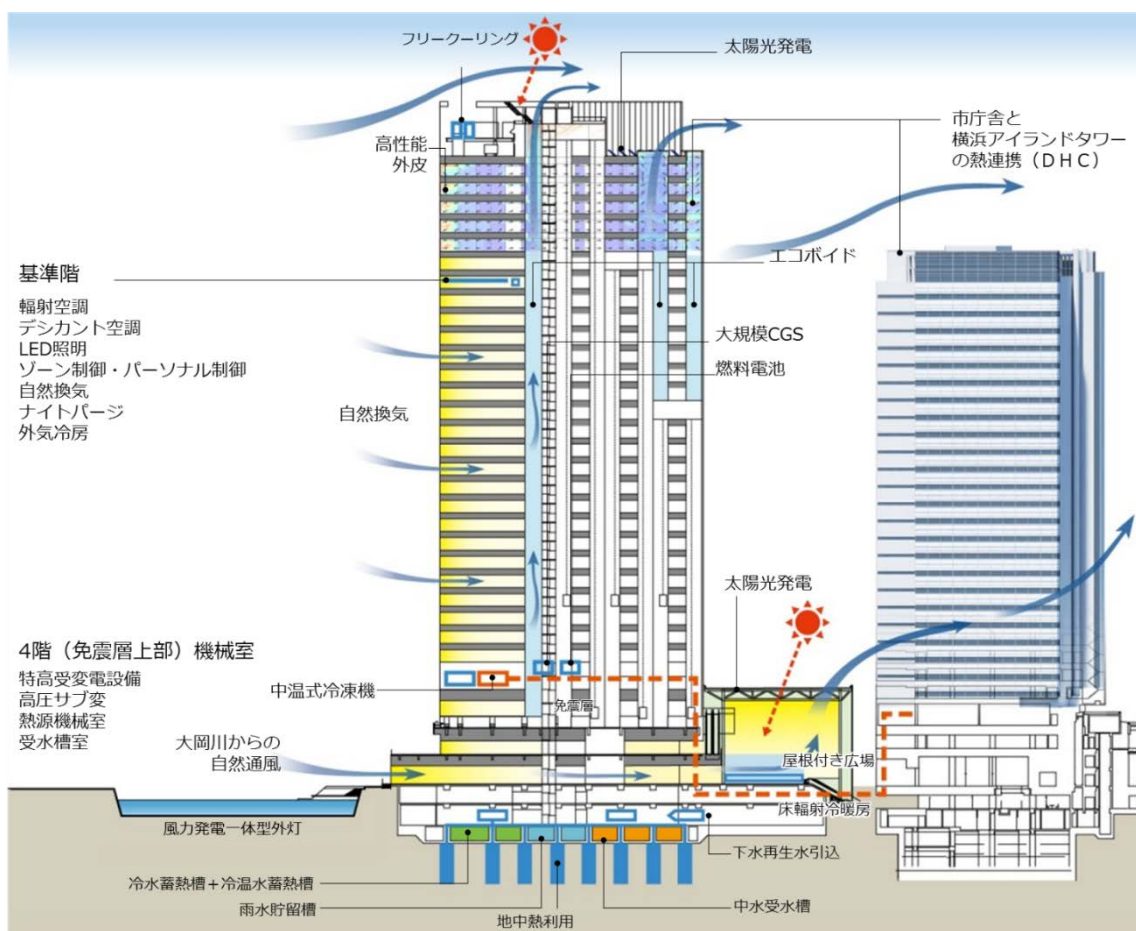 フリークーリング
太陽光発電
市庁舎と
横浜アイランドタワー
の熱連携（ＤＨＣ）
高性能
外皮
エコボイド
基準階
輻射空調
デシカント空調
LED照明
ゾーン制御・パーソナル制御
自然換気
ナイトパージ
外気冷房
大規模CGS
燃料電池
自然換気
太陽光発電
4階（免震層上部）機械室
特高受変電設備
高圧サブ変
熱源機械室
受水槽室
中温式冷凍機
免震層
大岡川からの
自然通風
屋根付き広場
床輻射冷暖房
風力発電一体型外灯
下水再生水引込
冷水蓄熱槽＋冷温水蓄熱槽
雨水貯留槽
地中熱利用
中水受水槽